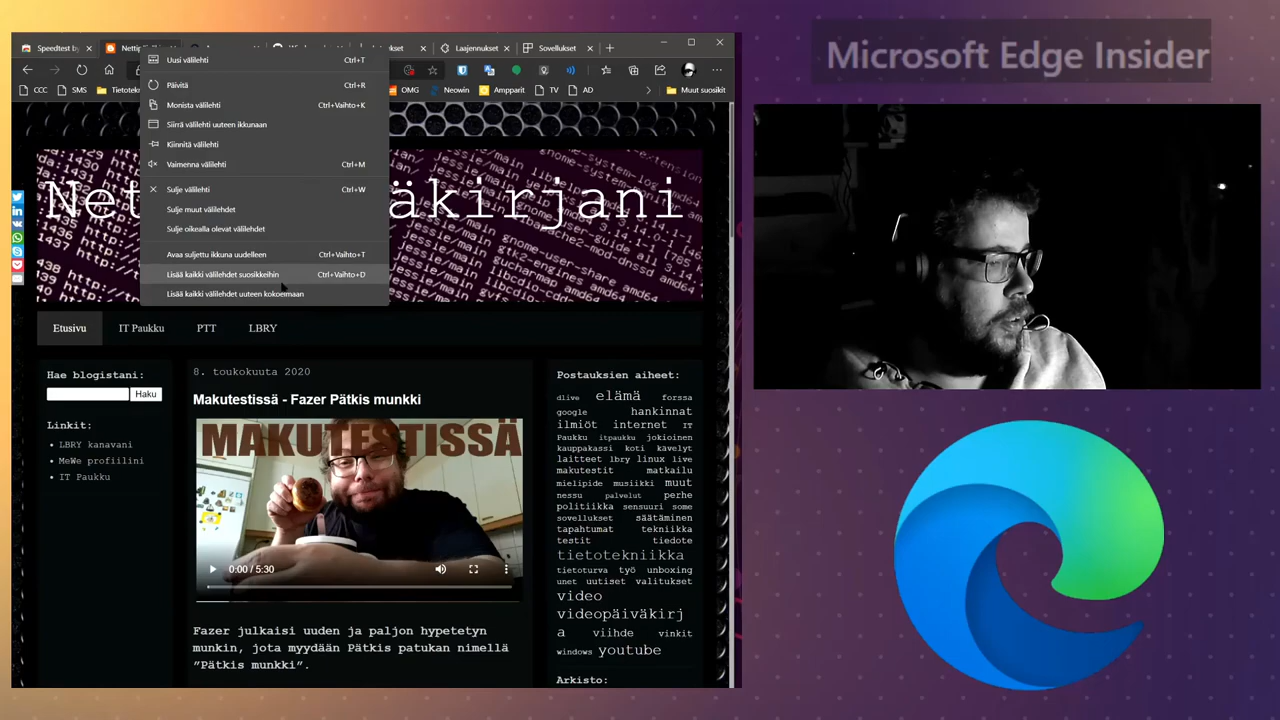 Microsoft Edge Insider
Speedtest by
Laajennukset
Sovellukset
CCC
SMS
OMG
Neowin
Ampparit
TV
AD
Muut suosikit
Uusi välilehti Ctrl+T
Päivitä Ctrl+R
Monista välilehti Ctrl+Vaihto+K
Siirrä välilehti uuteen ikkunaan
Kiinnitä välilehti
Vaimenna välilehti Ctrl+M
Sulje välilehti Ctrl+W
Sulje muut välilehdet
Sulje oikealla olevat välilehdet
Avaa suljettu ikkuna uudelleen Ctrl+Vaihto+T
Lisää kaikki välilehdet suosikkeihin Ctrl+Vaihto+D
Lisää kaikki välilehdet uuteen kokoelmaan
Net äkirjani
Etusivu IT Paukku PTT LBRY
Hae blogistani:
Haku
Linkit:
LBRY kanavani
MeWe profiilini
IT Paukku
8. toukokuuta 2020
Makutestissä - Fazer Pätkis munkki
MAKUTESTISSÄ
0:00 / 5:30
Fazer julkaisi uuden ja paljon hypetetyn
munkin, jota myydään Pätkis patukan nimellä
"Pätkis munkki".
Postauksien aiheet:
dlive elämä forssa
google hankinnat
ilmiöt internet IT
Paukku itpaukku jokioinen
kauppakassi koti kävelyt
laitteet lbry linux live
makutestit matkailu
mielipide musiikki muut
nessu palvelut perhe
politiikka sensuuri some
sovellukset säätäminen
tapahtumat tekniikka
testit tiedote
tietotekniikka
tietoturva työ unboxing
unet uutiset valitukset
video
videopäiväkirj
a viihde vinkit
windows youtube
Arkisto: